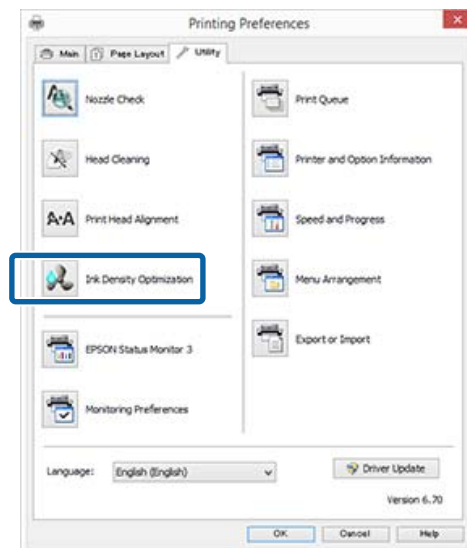 Printing Preferences
Main
Page Layout
Utility
Nozzle Check
Print Queue
Head Cleaning
Printer and Option Information
A·A
Print Head Alignment
Speed and Progress
Ink Density Optimization
Menu Arrangement
EPSON Status Monitor 3
Export or Import
Monitoring Preferences
Language:
English (English)
Driver Update
Version 6.70
OK
Cancel
Help